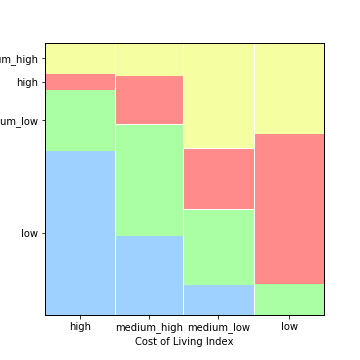 um_high
high
um_low
low
high medium_high medium_low low
Cost of Living Index